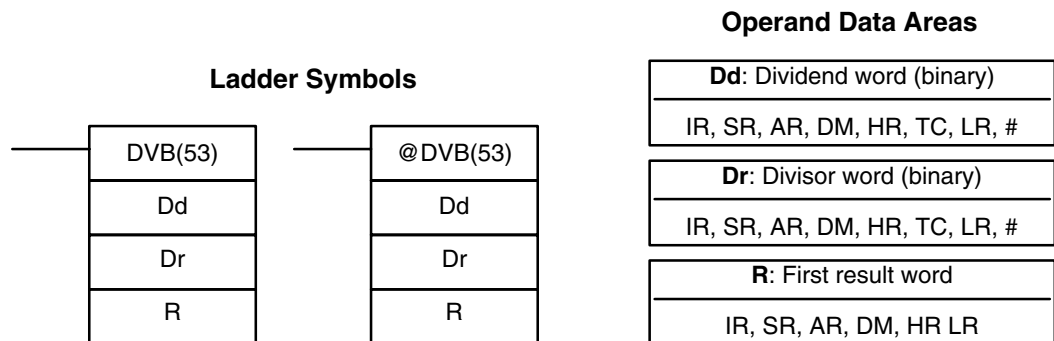 Operand Data Areas
Ladder Symbols
Dd: Dividend word (binary)
IR, SR, AR, DM, HR, TC, LR, #
DVB(53)
@DVB(53)
Dd
Dd
Dr: Divisor word (binary)
IR, SR, AR, DM, HR, TC, LR, #
Dr
Dr
R: First result word
R
R
IR, SR, AR, DM, HR LR